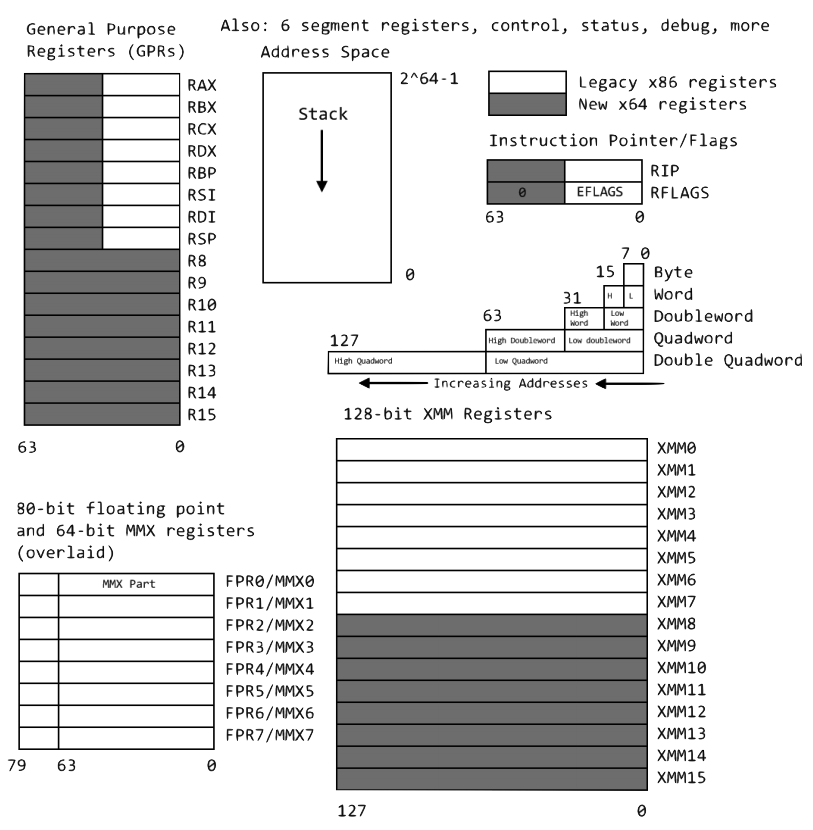 General Purpose
Registers (GPRs)
Also: 6 segment registers, control, status, debug, more
Address Space
RAX
RBX
RCX
RDX
RBP
RSI
RDI
RSP
R8
R9
R10
R11
R12
R13
R14
R15
63 0
2^64-1
Stack
0
Legacy x86 registers
New x64 registers
Instruction Pointer/Flags
RIP
0 EFLAGS RFLAGS
63 0
7 0
Byte
15
H L Word
31
High Word Low Word Doubleword
63
High Doubleword Low doubleword Quadword
127
High Quadword Low Quadword Double Quadword
Increasing Addresses
128-bit XMM Registers
XMM0
XMM1
XMM2
XMM3
XMM4
XMM5
XMM6
XMM7
XMM8
XMM9
XMM10
XMM11
XMM12
XMM13
XMM14
XMM15
127 0
80-bit floating point
and 64-bit MMX registers
(overlaid)
MMX Part FPR0/MMX0
FPR1/MMX1
FPR2/MMX2
FPR3/MMX3
FPR4/MMX4
FPR5/MMX5
FPR6/MMX6
FPR7/MMX7
79 63 0